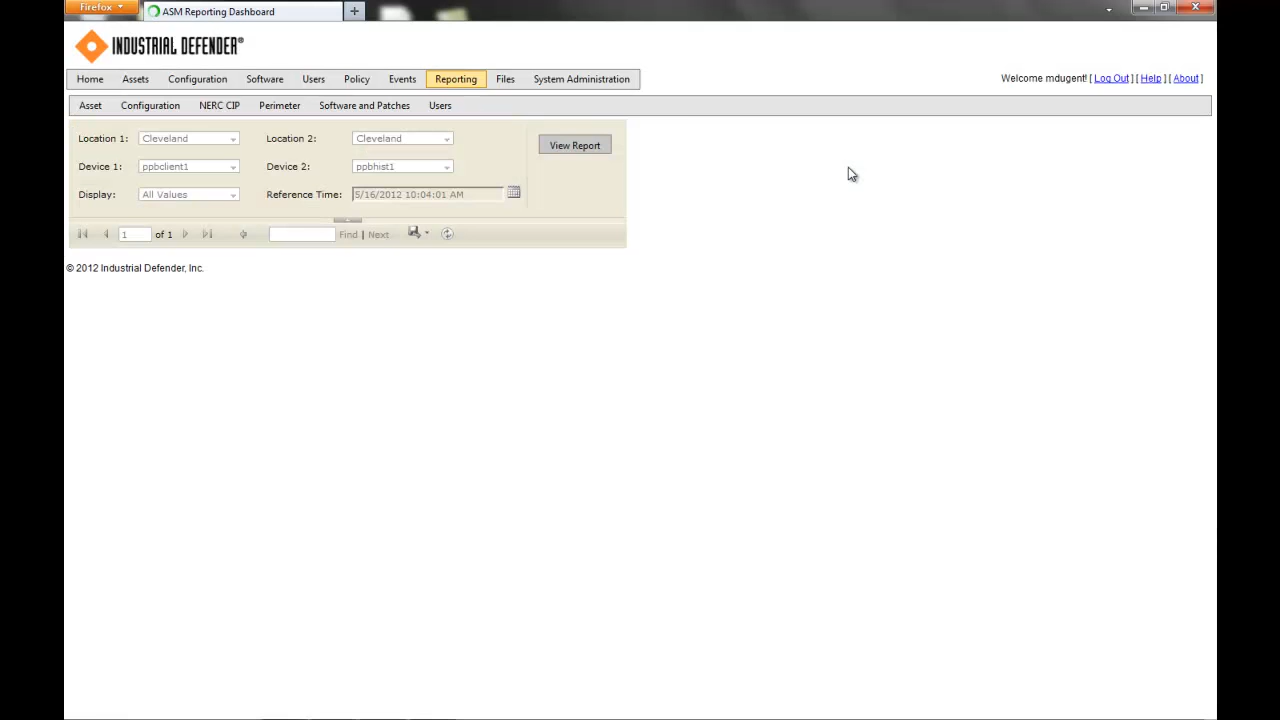 Firefox
ASM Reporting Dashboard
INDUSTRIAL DEFENDER®
Home Assets Configuration Software Users Policy Events Reporting Files System Administration
Welcome mdugent! [ Log Out ] [ Help ] [ About ]
Asset Configuration NERC CIP Perimeter Software and Patches Users
Location 1: Cleveland Location 2: Cleveland View Report
Device 1: ppbclient1 Device 2: ppbhist1
Display: All Values Reference Time: 5/16/2012 10:04:01 AM
1 of 1 Find | Next
© 2012 Industrial Defender, Inc.